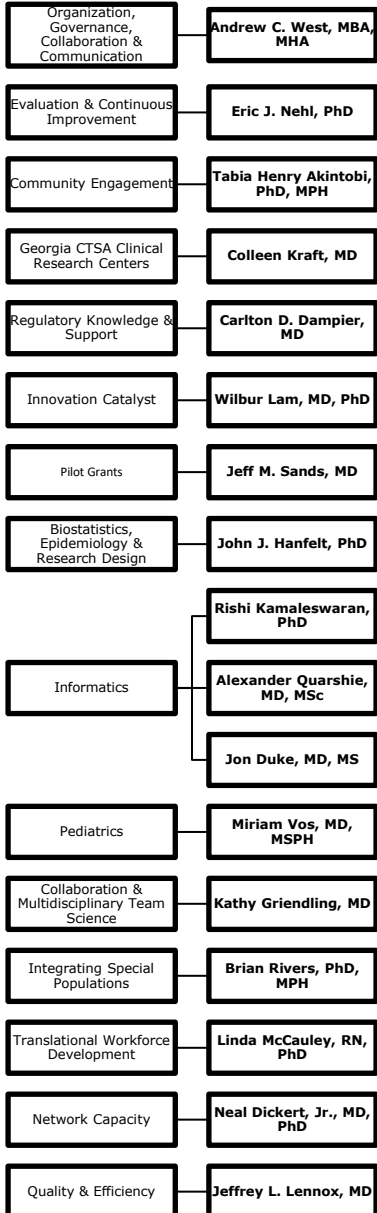 Organization,
Governance,
Collaboration &
Communication
Andrew C. West, MBA,
MHA
Evaluation & Continuous
Improvement
Eric J. Nehl, PhD
Community Engagement
Tabia Henry Akintobi,
PhD, MPH
Georgia CTSA Clinical
Research Centers
Colleen Kraft, MD
Regulatory Knowledge &
Support
Carlton D. Dampier,
MD
Innovation Catalyst
Wilbur Lam, MD, PhD
Pilot Grants
Jeff M. Sands, MD
Biostatistics,
Epidemiology &
Research Design
John J. Hanfelt, PhD
Informatics
Rishi Kamaleswaran,
PhD
Alexander Quarshie,
MD, MSc
Jon Duke, MD, MS
Pediatrics
Miriam Vos, MD,
MSPH
Collaboration &
Multidisciplinary Team
Science
Kathy Griendling, MD
Integrating Special
Populations
Brian Rivers, PhD,
MPH
Translational Workforce
Development
Linda McCauley, RN,
PhD
Network Capacity
Neal Dickert, Jr., MD,
PhD
Quality & Efficiency
Jeffrey L. Lennox, MD